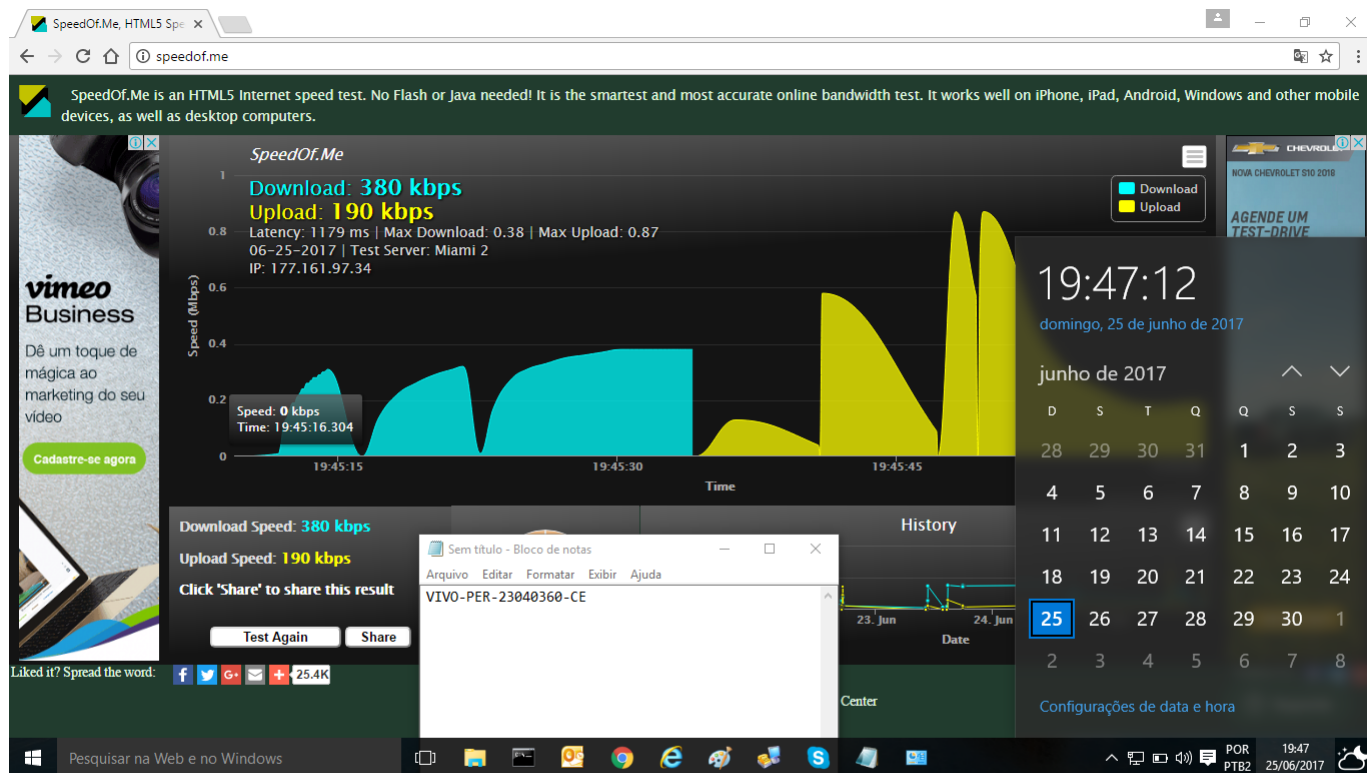 SpeedOf.Me, HTML5 Spe
speedof.me
SpeedOf.Me is an HTML5 Internet speed test. No Flash or Java needed! It is the smartest and most accurate online bandwidth test. It works well on iPhone, iPad, Android, Windows and other mobile
devices, as well as desktop computers.
vimeo
Business
Dê um toque de
mágica ao
marketing do seu
vídeo
Cadastre-se agora
SpeedOf.Me
Download: 380 kbps
Upload: 190 kbps
Latency: 1179 ms | Max Download: 0.38 | Max Upload: 0.87
06-25-2017 | Test Server: Miami 2
IP: 177.161.97.34
Download
Upload
Speed (Mbps)
1
0.8
0.6
0.4
0.2
0
Speed: 0 kbps
Time: 19:45:16.304
19:45:15 19:45:30 19:45:45
Time
CHEVROLE
NOVA CHEVROLET S10 2018
AGENDE UM
TEST-DRIVE
Download Speed: 380 kbps
Upload Speed: 190 kbps
Click 'Share' to share this result
Test Again Share
History
23. Jun 24. Jun
Date
Sem título - Bloco de notas
Arquivo Editar Formatar Exibir Ajuda
VIVO-PER-23040360-CE
Liked it? Spread the word:
25.4K
Center
19:47:12
domingo, 25 de junho de 2017
junho de 2017
D S T Q Q S S
28 29 30 31 1 2 3
4 5 6 7 8 9 10
11 12 13 14 15 16 17
18 19 20 21 22 23 24
25 26 27 28 29 30 1
2 3 4 5 6 7 8
Configurações de data e hora
Pesquisar na Web e no Windows
POR
PTB2
19:47
25/06/2017